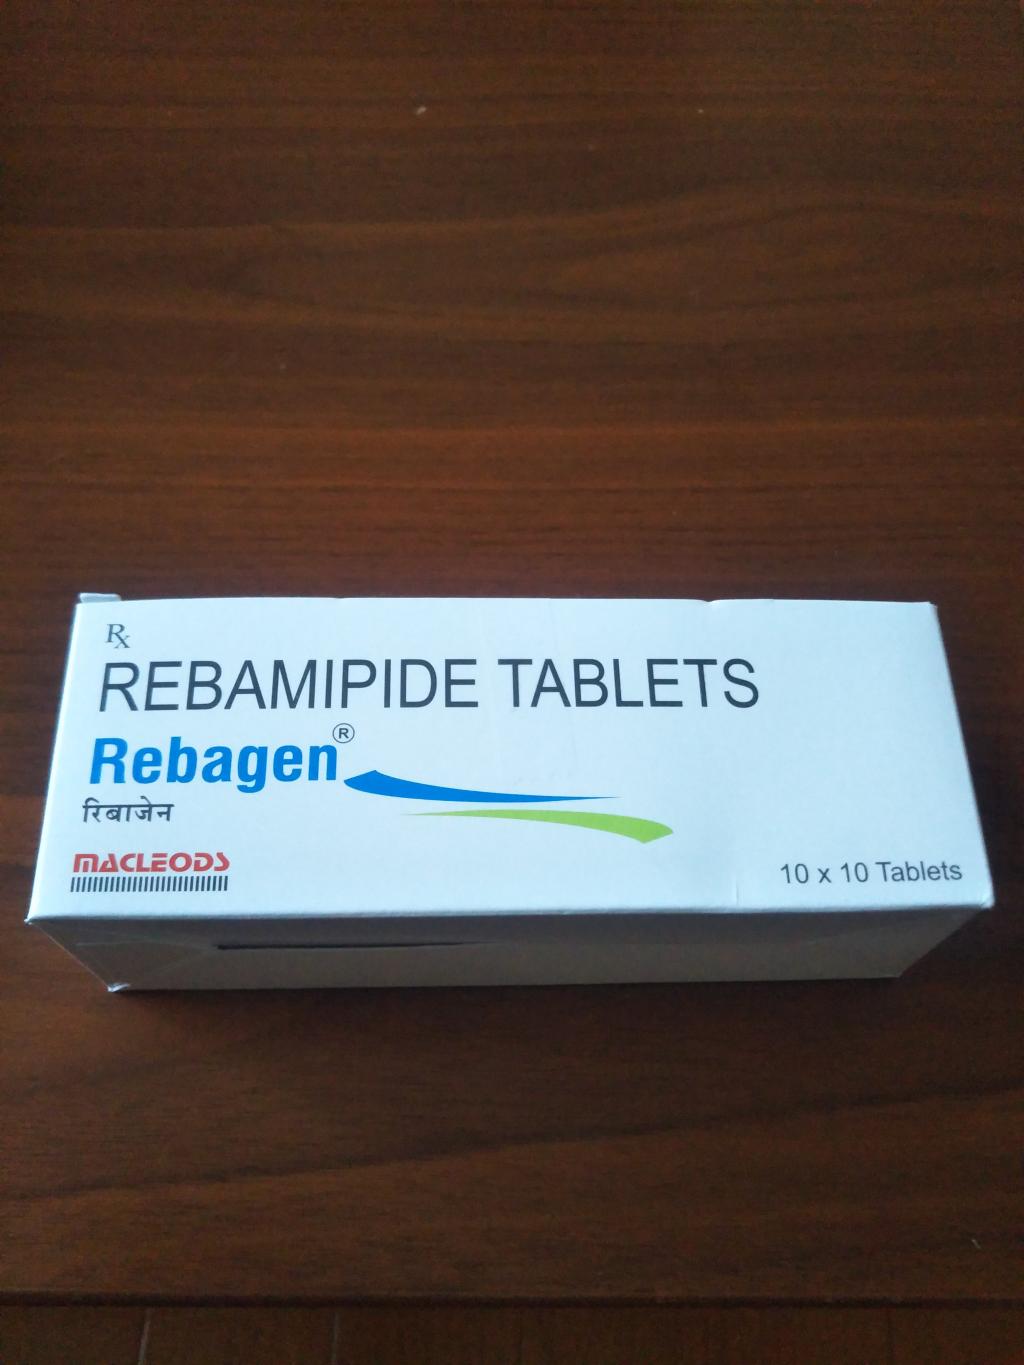 Rx
REBAMIPIDE TABLETS
Rebagen®
रिबाजेन
MACLEODS
10 x 10 Tablets